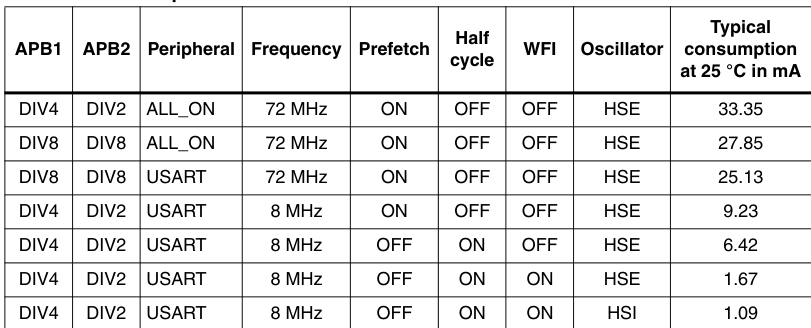 APB1 APB2 Peripheral Frequency Prefetch Half cycle WFI Oscillator Typical consumption at 25 °C in mA
DIV4 DIV2 ALL_ON 72 MHz ON OFF OFF HSE 33.35
DIV8 DIV8 ALL_ON 72 MHz ON OFF OFF HSE 27.85
DIV8 DIV8 USART 72 MHz ON OFF OFF HSE 25.13
DIV4 DIV2 USART 8 MHz ON OFF OFF HSE 9.23
DIV4 DIV2 USART 8 MHz OFF ON OFF HSE 6.42
DIV4 DIV2 USART 8 MHz OFF ON ON HSE 1.67
DIV4 DIV2 USART 8 MHz OFF ON ON HSI 1.09